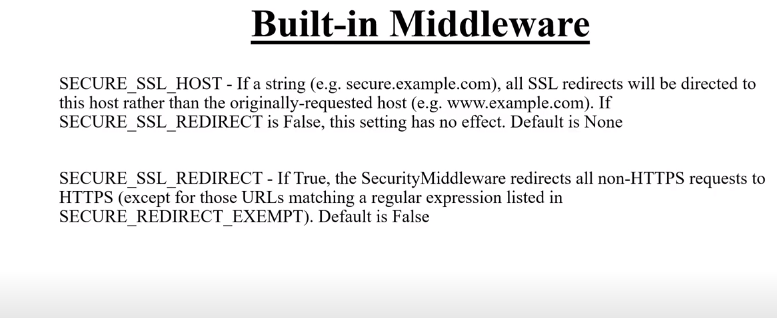 Built-in Middleware
SECURE_SSL_HOST - If a string (e.g. secure.example.com), all SSL redirects will be directed to
this host rather than the originally-requested host (e.g. www.example.com). If
SECURE_SSL_REDIRECT is False, this setting has no effect. Default is None
SECURE_SSL_REDIRECT - If True, the SecurityMiddleware redirects all non-HTTPS requests to
HTTPS (except for those URLs matching a regular expression listed in
SECURE_REDIRECT_EXEMPT). Default is False